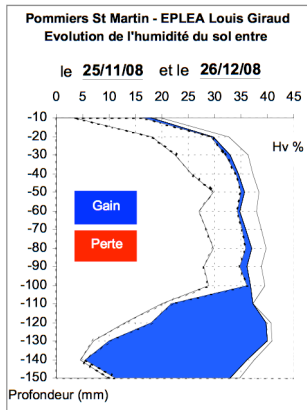 Pommiers St Martin - EPLEA Louis Giraud
Evolution de l'humidité du sol entre
le 25/11/08 et le 26/12/08
0 5 10 15 20 25 30 35 40 45
Hv %
-10
-20
-30
-40
-50
-60
-70
-80
-90
-100
-110
-120
-130
-140
-150
Gain
Perte
Profondeur (mm)